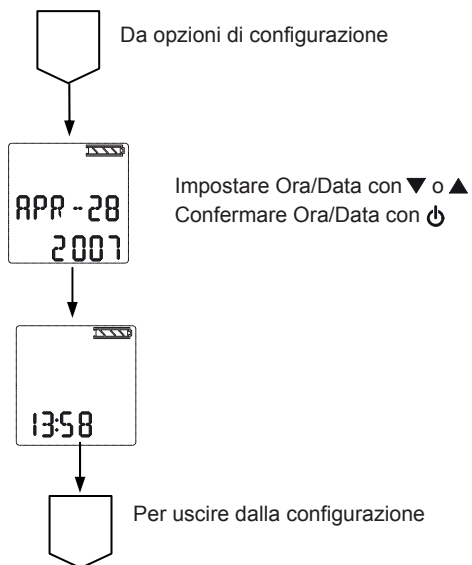 Da opzioni di configurazione
APR-28
2007
Impostare Ora/Data con ▼ o ▲
Confermare Ora/Data con ⏻
13:58
Per uscire dalla configurazione